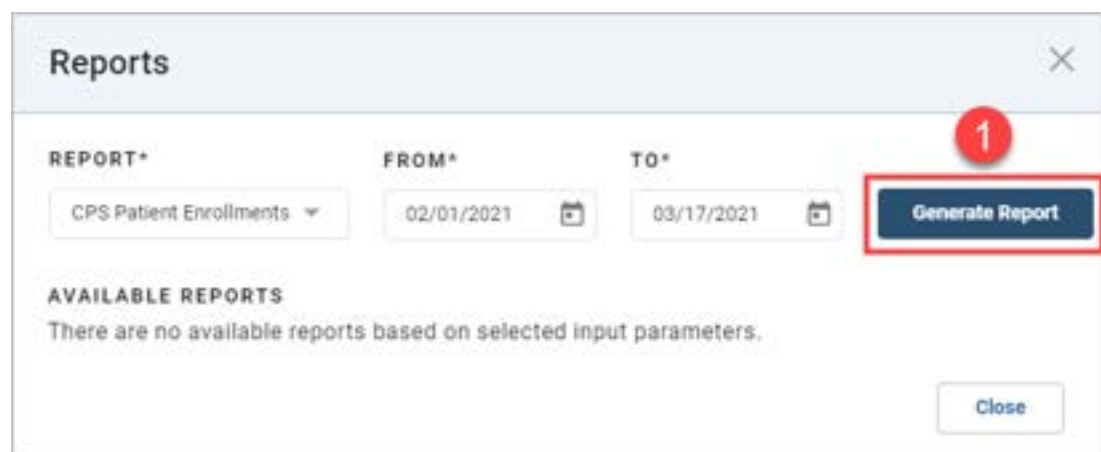 Reports
1
REPORT* FROM* TO*
CPS Patient Enrollments 02/01/2021 03/17/2021 Generate Report
AVAILABLE REPORTS
There are no available reports based on selected input parameters.
Close